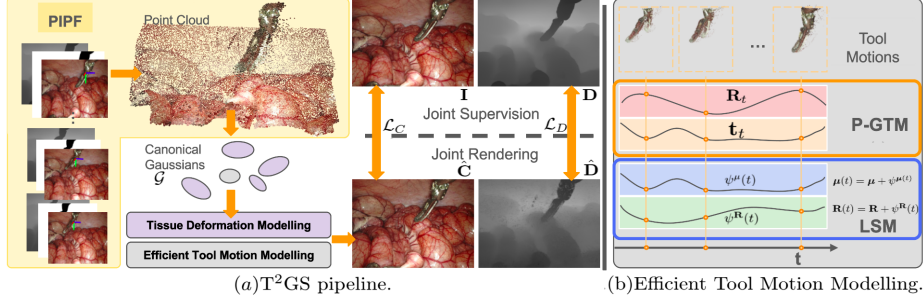 PIPF
Point Cloud
Canonical
Gaussians
𝒢
Tissue Deformation Modelling
Efficient Tool Motion Modelling
I
D
ℒ_C
Joint Supervision
ℒ_D
Joint Rendering
Ĉ
D̂
(a)T²GS pipeline.
Tool
Motions
...
R_t
t_t
P-GTM
ψ^μ(t)
μ(t) = μ + ψ^μ(t)
ψ^R(t)
R(t) = R + ψ^R(t)
LSM
t
(b)Efficient Tool Motion Modelling.